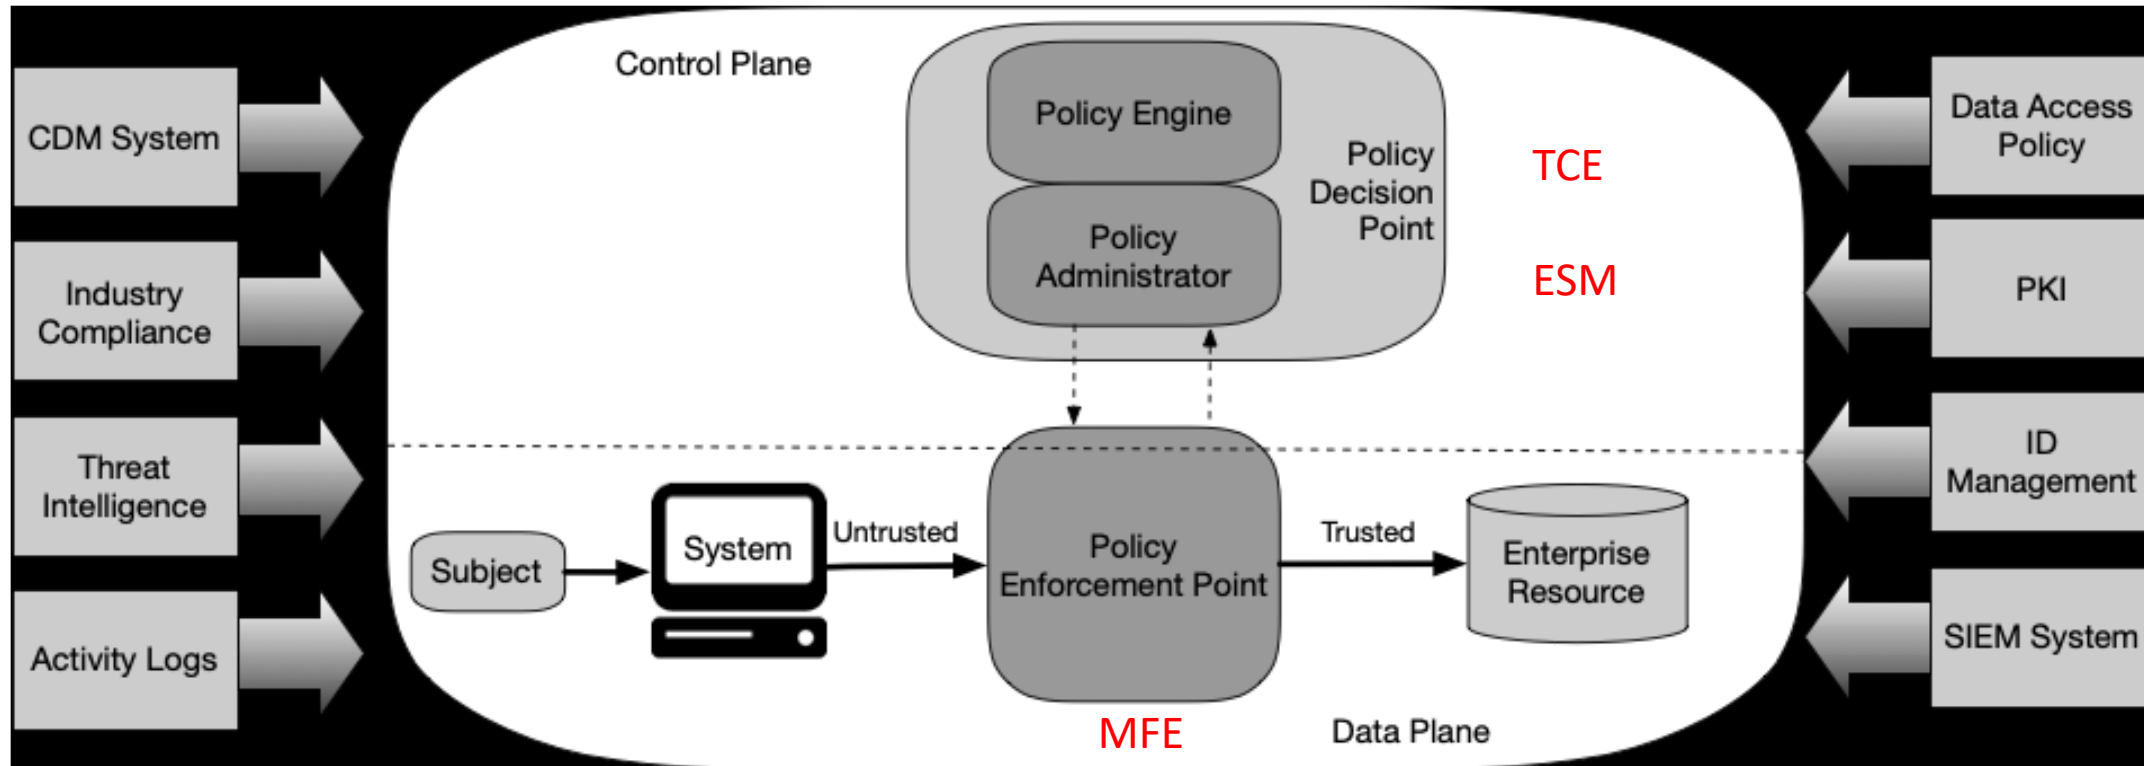 Control Plane
CDM System
Industry
Compliance
Threat
Intelligence
Activity Logs
Policy Engine
Policy
Administrator
Policy
Decision
Point
TCE
ESM
Subject
System
Untrusted
Policy
Enforcement Point
Trusted
Enterprise
Resource
MFE
Data Plane
Data Access
Policy
PKI
ID
Management
SIEM System